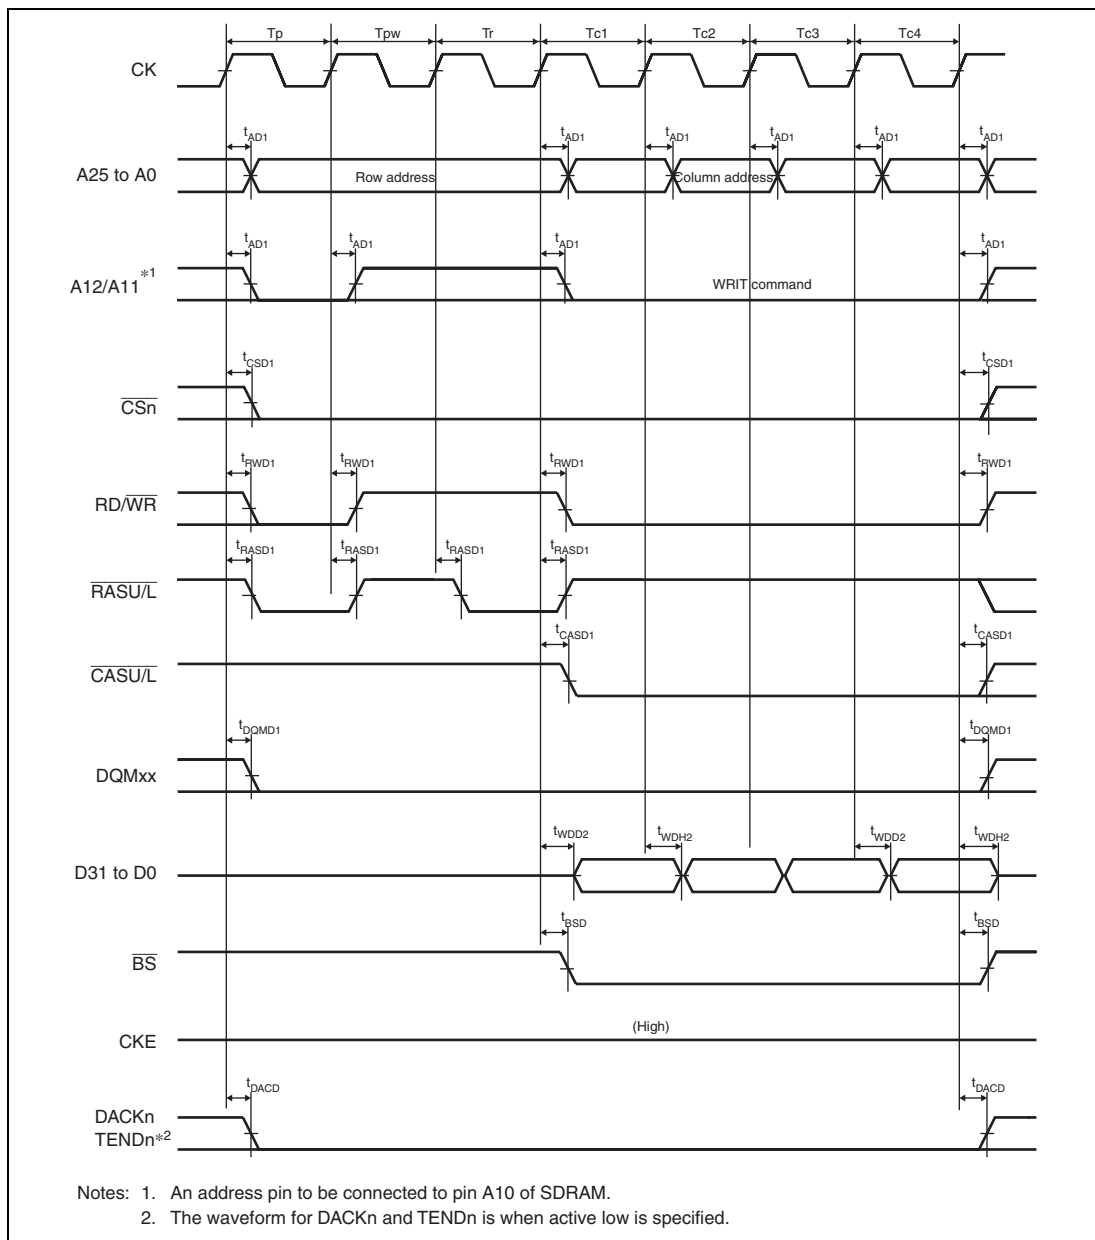 Tp Tpw Tr Tc1 Tc2 Tc3 Tc4
CK
tAD1 tAD1 tAD1 tAD1 tAD1 tAD1
A25 to A0 Row address Column address
tAD1 tAD1 tAD1 tAD1
A12/A11 *1 WRIT command
tCSD1 tCSD1
CSn
tRWD1 tRWD1 tRWD1 tRWD1
RD/WR
tRASD1 tRASD1 tRASD1 tRASD1
RASU/L
tCASD1 tCASD1
CASU/L
tDQMD1 tDQMD1
DQMxx
tWDD2 tWDH2 tWDD2 tWDH2
D31 to D0
tBSD tBSD
BS
(High)
CKE
tDACD tDACD
DACKn
TENDn*2
Notes: 1. An address pin to be connected to pin A10 of SDRAM.
2. The waveform for DACKn and TENDn is when active low is specified.